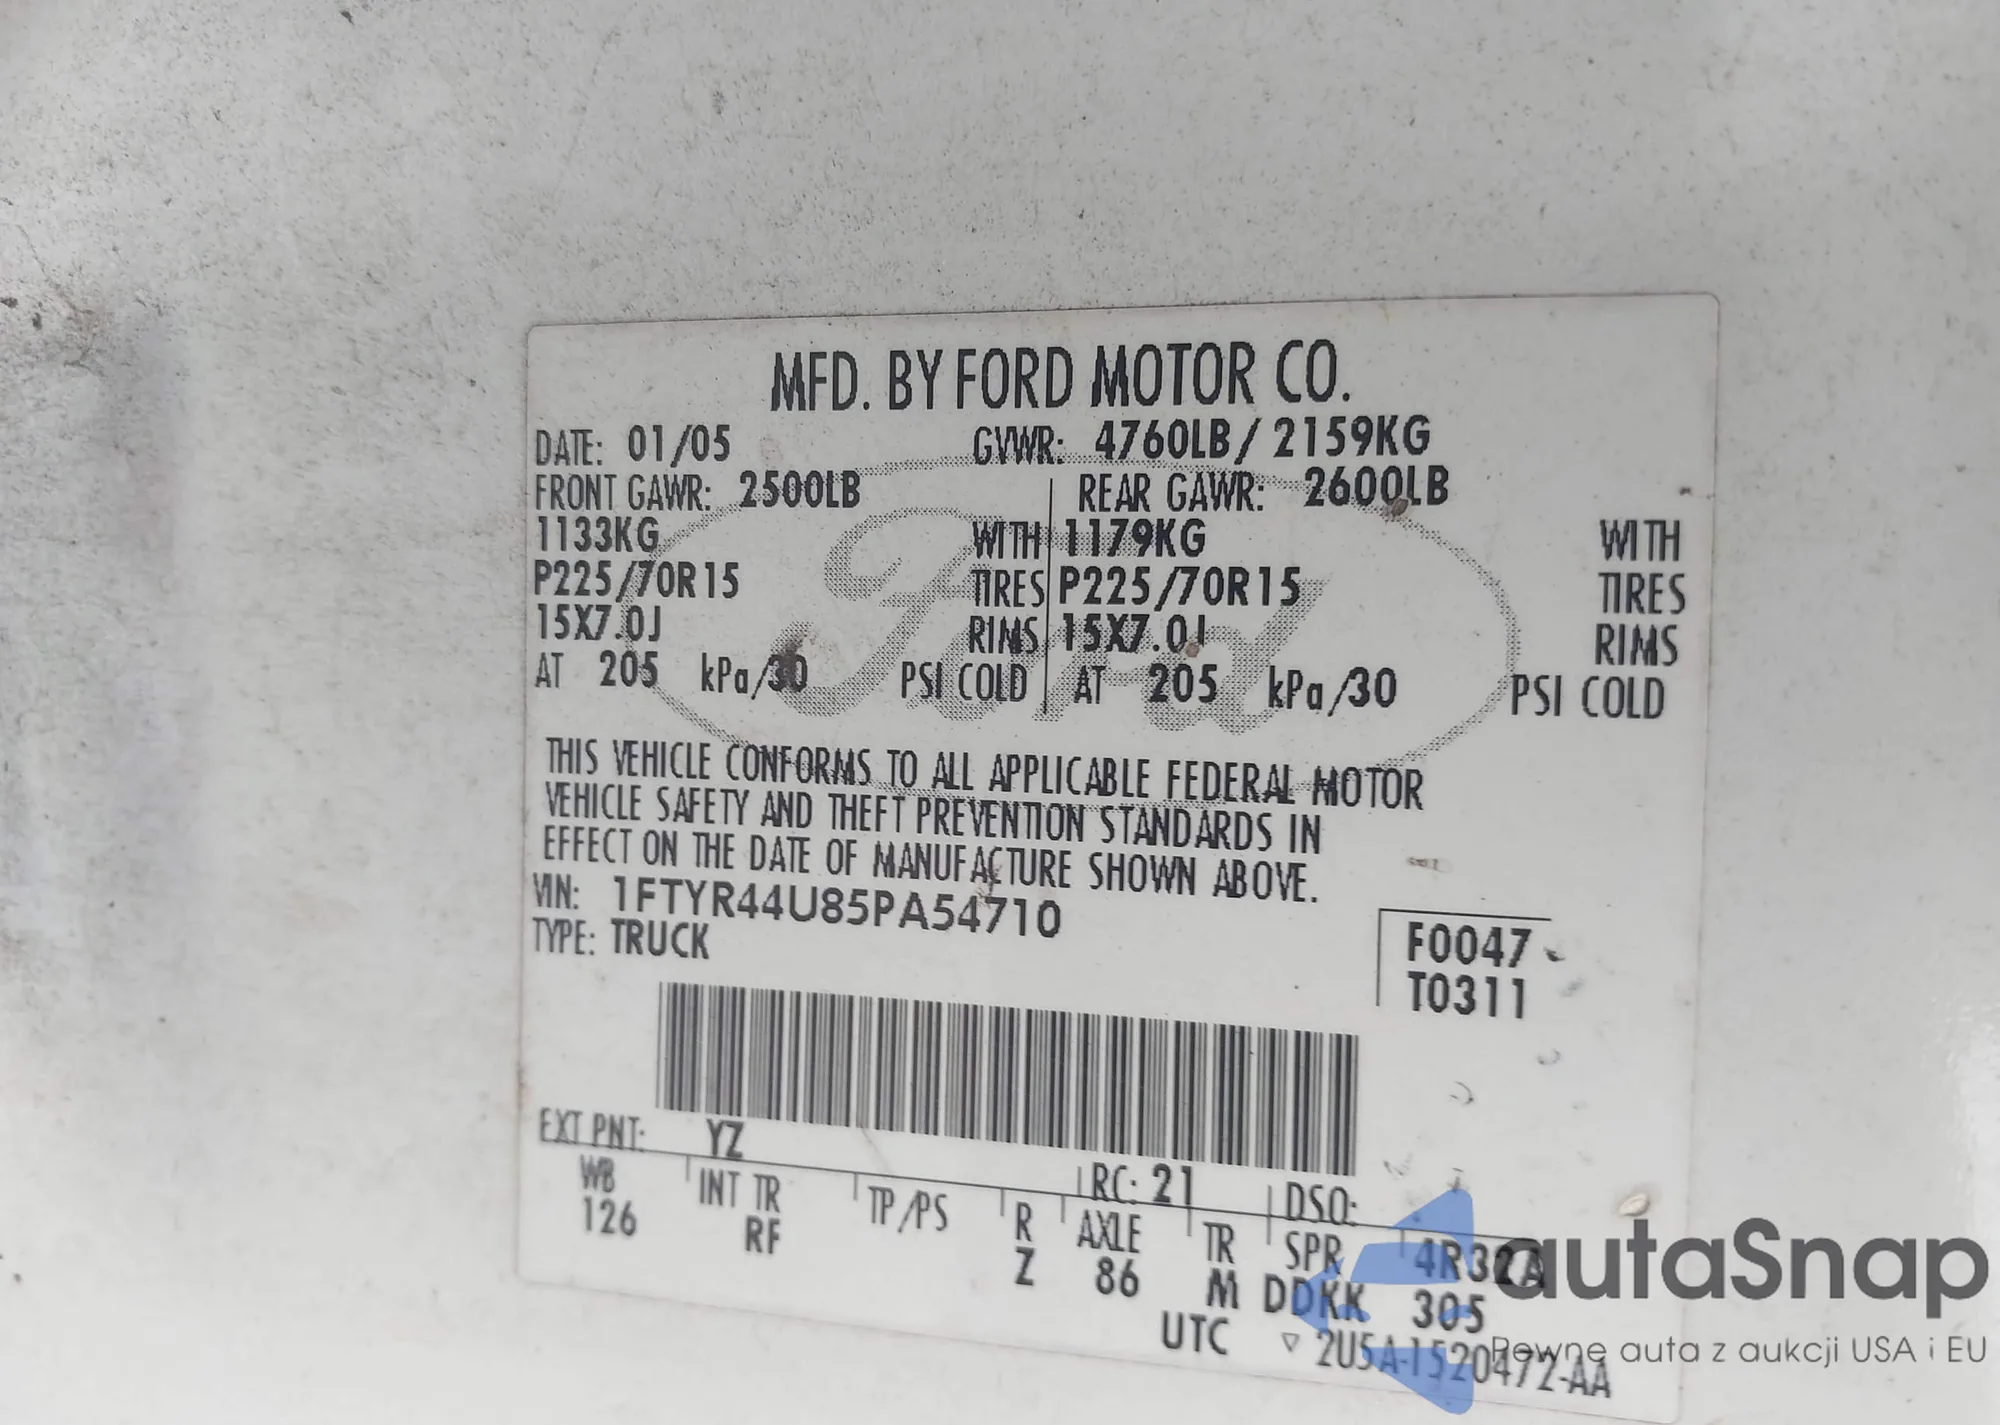 MFD. BY FORD MOTOR CO.
DATE: 01/05 GVWR: 4760LB/ 2159KG
FRONT GAWR: 2500LB REAR GAWR: 2600LB
1133KG WITH 1179KG WITH
P225/70R15 TIRES P225/70R15 TIRES
15X7.0J RIMS 15X7.0J RIMS
AT 205 kPa/30 PSI COLD AT 205 kPa/30 PSI COLD
Ford
THIS VEHICLE CONFORMS TO ALL APPLICABLE FEDERAL MOTOR
VEHICLE SAFETY AND THEFT PREVENTION STANDARDS IN
EFFECT ON THE DATE OF MANUFACTURE SHOWN ABOVE.
VIN: 1FTYR44U85PA54710
TYPE: TRUCK
F0047
T0311
EXT PNT: YZ RC: 21 DSO:
WB INT TR TP/PS R AXLE TR SPR 4R32A
126 RF Z 86 M DDKK 305
UTC ▽ 2U5A-1520472-AA
autaSnap
Pewne auta z aukcji USA i EU